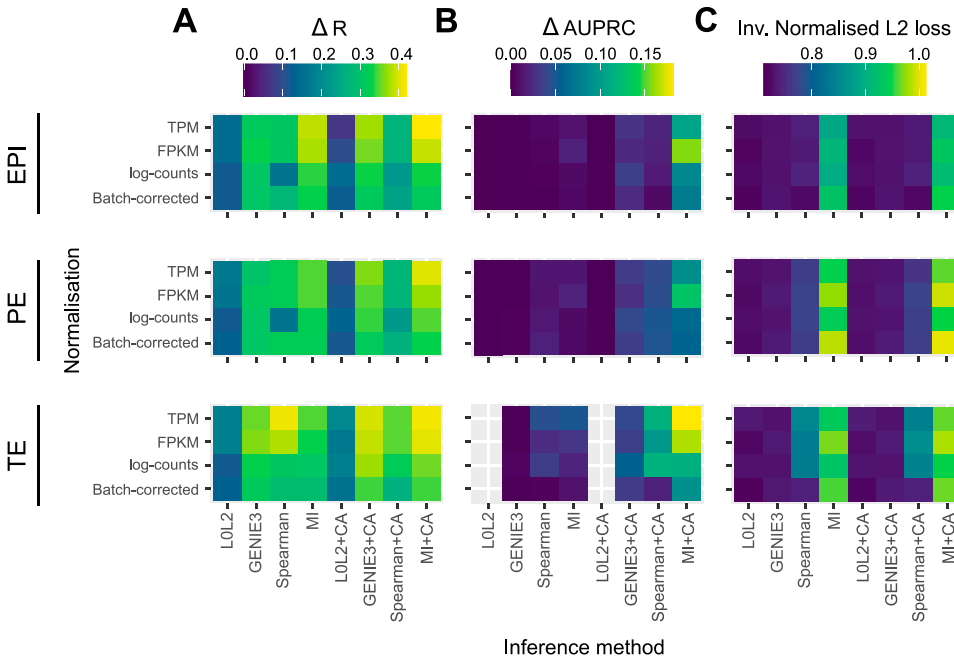 A
B
C
Δ R
Δ AUPRC
Inv. Normalised L2 loss
0.0 0.1 0.2 0.3 0.4
0.00 0.05 0.10 0.15
0.8 0.9 1.0
EPI
TPM
FPKM
log-counts
Batch-corrected
PE
Normalisation
TPM
FPKM
log-counts
Batch-corrected
TE
TPM
FPKM
log-counts
Batch-corrected
L0L2
GENIE3
Spearman
MI
L0L2+CA
GENIE3+CA
Spearman+CA
MI+CA
L0L2
GENIE3
Spearman
MI
L0L2+CA
GENIE3+CA
Spearman+CA
MI+CA
L0L2
GENIE3
Spearman
MI
L0L2+CA
GENIE3+CA
Spearman+CA
MI+CA
Inference method